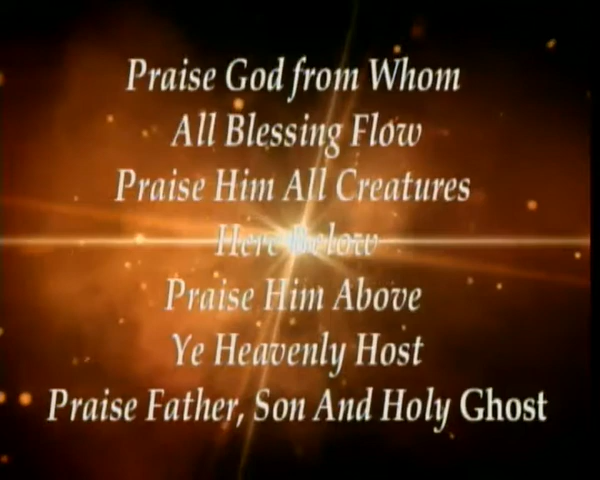 Praise God from Whom
All Blessing Flow
Praise Him All Creatures
Here Below
Praise Him Above
Ye Heavenly Host
Praise Father, Son And Holy Ghost